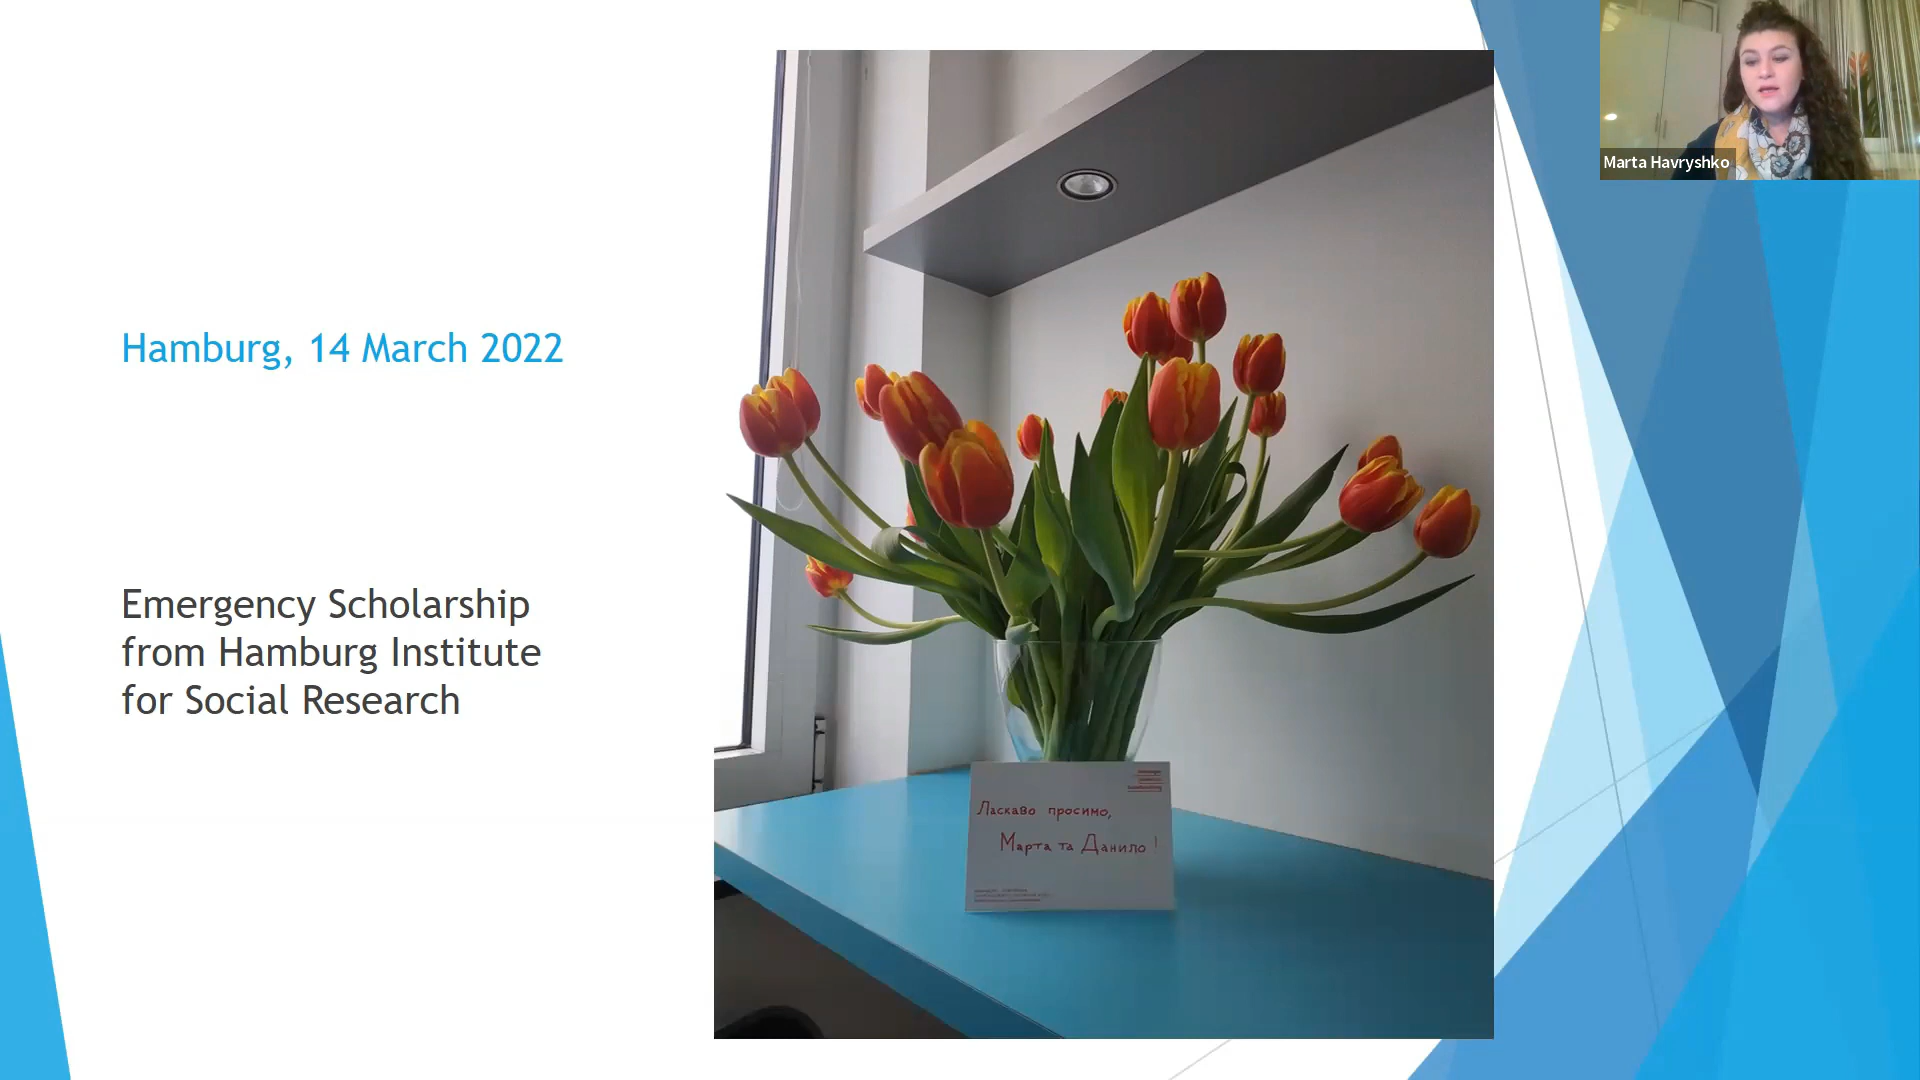 Hamburg, 14 March 2022
Emergency Scholarship
from Hamburg Institute
for Social Research
Ласкаво просимо,
Марта та Данило!
Marta Havryshko